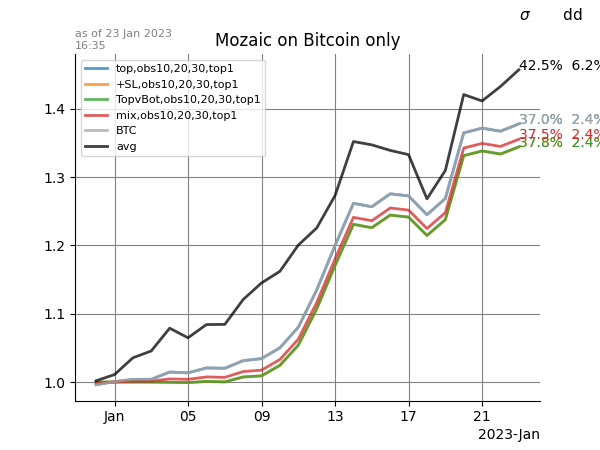 σ dd
as of 23 Jan 2023
16:35
Mozaic on Bitcoin only
top,obs10,20,30,top1
+SL,obs10,20,30,top1
TopvBot,obs10,20,30,top1
mix,obs10,20,30,top1
BTC
avg
42.5% 6.2%
37.0% 2.4%
37.5% 2.4%
37.8% 2.4%
1.4
1.3
1.2
1.1
1.0
Jan 05 09 13 17 21
2023-Jan